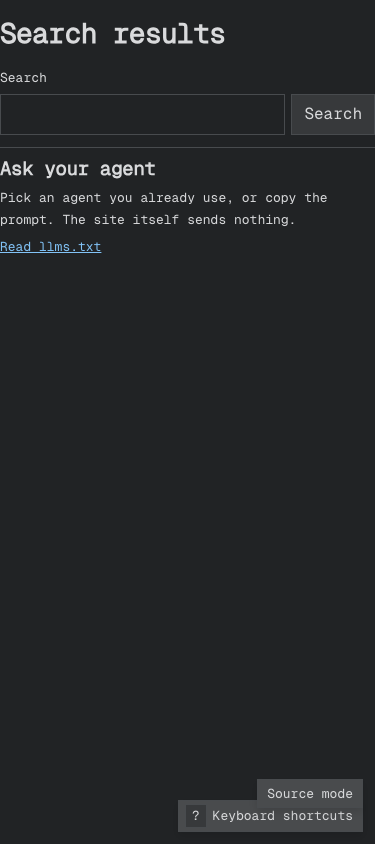 Search results
Search
Search
Ask your agent
Pick an agent you already use, or copy the
prompt. The site itself sends nothing.
Read llms.txt
Source mode
? Keyboard shortcuts